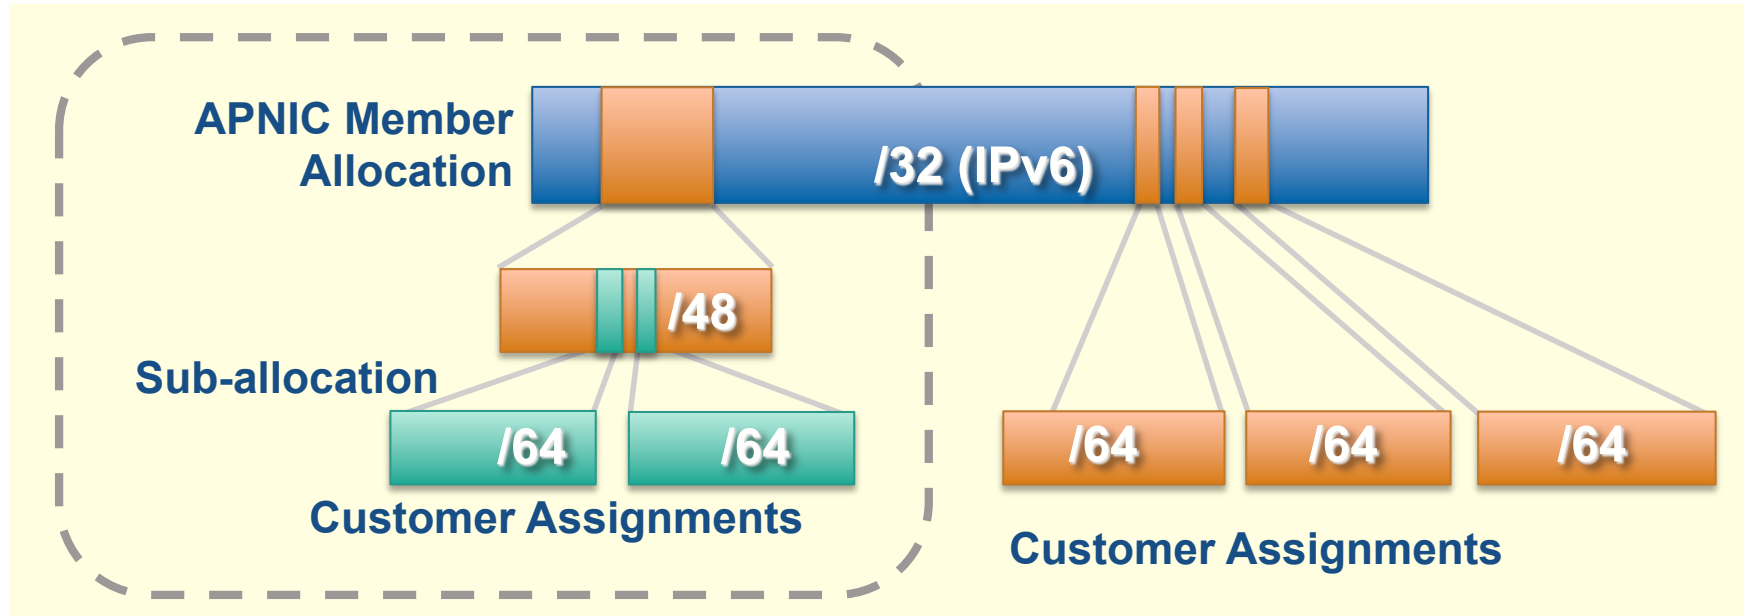 APNIC Member
Allocation
/32 (IPv6)
/48
Sub-allocation
/64
/64
/64
/64
/64
Customer Assignments
Customer Assignments